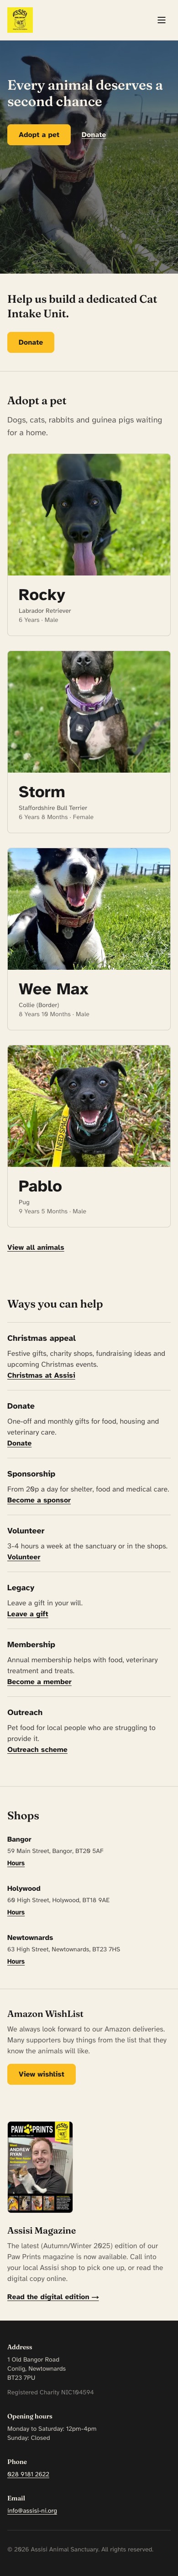 Every animal deserves a
second chance
Adopt a pet
Donate
Help us build a dedicated Cat
Intake Unit.
Donate
Adopt a pet
Dogs, cats, rabbits and guinea pigs waiting
for a home.
Rocky
Labrador Retriever
6 Years · Male
Storm
Staffordshire Bull Terrier
6 Years 8 Months · Female
Wee Max
Collie (Border)
8 Years 10 Months · Male
Pablo
Pug
9 Years 5 Months · Male
View all animals
Ways you can help
Christmas appeal
Festive gifts, charity shops, fundraising ideas and
upcoming Christmas events.
Christmas at Assisi
Donate
One-off and monthly gifts for food, housing and
veterinary care.
Donate
Sponsorship
From 20p a day for shelter, food and medical care.
Become a sponsor
Volunteer
3-4 hours a week at the sanctuary or in the shops.
Volunteer
Legacy
Leave a gift in your will.
Leave a gift
Membership
Annual membership helps with food, veterinary
treatment and treats.
Become a member
Outreach
Pet food for local people who are struggling to
provide it.
Outreach scheme
Shops
Bangor
59 Main Street, Bangor, BT20 5AF
Hours
Holywood
60 High Street, Holywood, BT18 9AE
Hours
Newtownards
63 High Street, Newtownards, BT23 7HS
Hours
Amazon WishList
We always look forward to our Amazon deliveries.
Many supporters buy things from the list that they
know the animals will like.
View wishlist
PAW PRINTS
ANDREW
RYAN
Assisi Magazine
The latest (Autumn/Winter 2025) edition of our
Paw Prints magazine is now available. Call into
your local Assisi shop to pick one up, or read the
digital copy online.
Read the digital edition →
Address
1 Old Bangor Road
Conlig, Newtownards
BT23 7PU
Registered Charity NIC104594
Opening hours
Monday to Saturday: 12pm–4pm
Sunday: Closed
Phone
028 9181 2622
Email
info@assisi-ni.org
© 2026 Assisi Animal Sanctuary. All rights reserved.